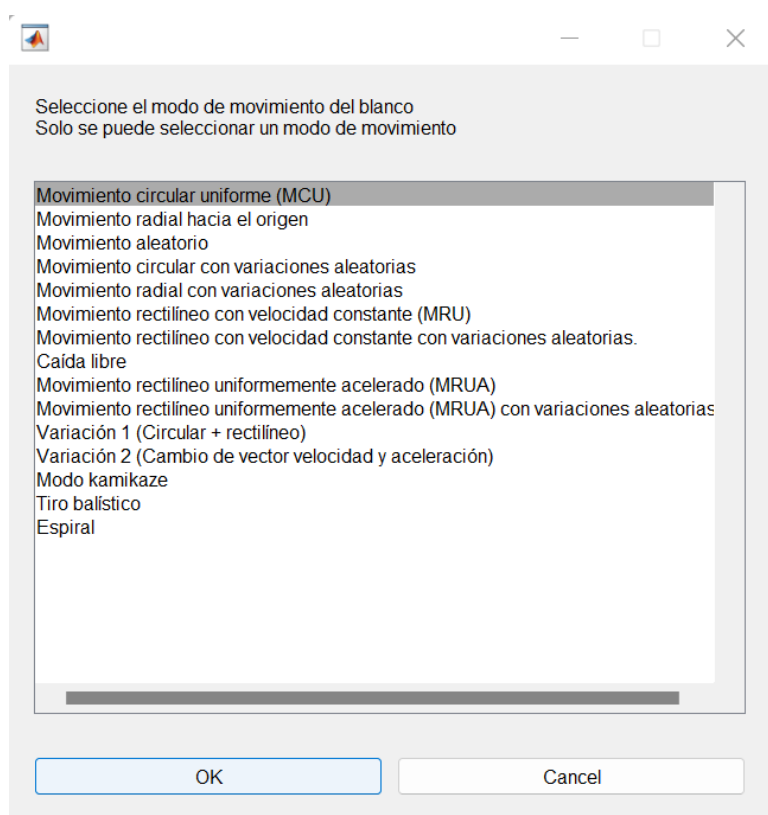 Seleccione el modo de movimiento del blanco
Solo se puede seleccionar un modo de movimiento
Movimiento circular uniforme (MCU)
Movimiento radial hacia el origen
Movimiento aleatorio
Movimiento circular con variaciones aleatorias
Movimiento radial con variaciones aleatorias
Movimiento rectilíneo con velocidad constante (MRU)
Movimiento rectilíneo con velocidad constante con variaciones aleatorias.
Caída libre
Movimiento rectilíneo uniformemente acelerado (MRUA)
Movimiento rectilíneo uniformemente acelerado (MRUA) con variaciones aleatorias
Variación 1 (Circular + rectilíneo)
Variación 2 (Cambio de vector velocidad y aceleración)
Modo kamikaze
Tiro balístico
Espiral
OK Cancel